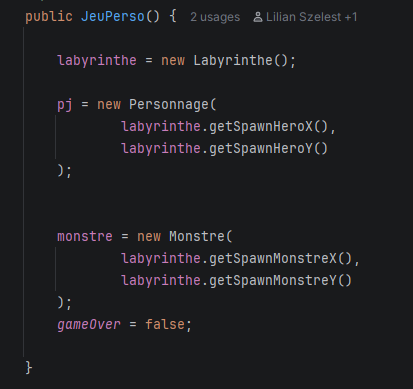 public JeuPerso() { 2 usages Lilian Szelest +1
labyrinthe = new Labyrinthe();
pj = new Personnage(
labyrinthe.getSpawnHeroX(),
labyrinthe.getSpawnHeroY()
);
monstre = new Monstre(
labyrinthe.getSpawnMonstreX(),
labyrinthe.getSpawnMonstreY()
);
gameOver = false;
}